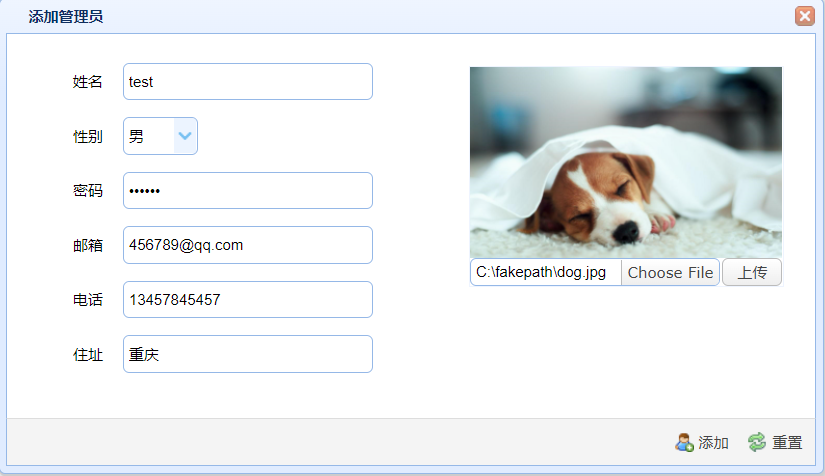 添加管理员
姓名 test
性别 男
密码 ••••••
邮箱 456789@qq.com
电话 13457845457
住址 重庆
C:\fakepath\dog.jpg Choose File 上传
添加 重置